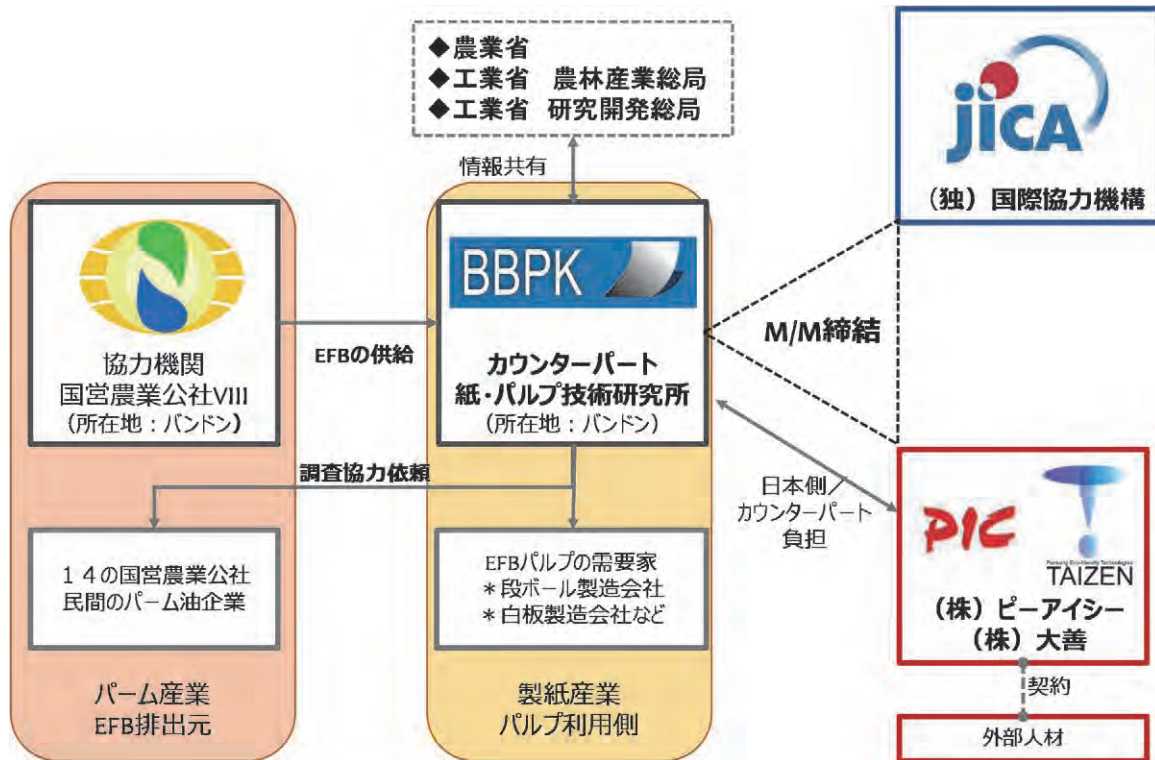 ◆農業省
◆工業省 農林産業総局
◆工業省 研究開発総局
情報共有
JICA
(独)国際協力機構
協力機関
国営農業公社VIII
(所在地:バンドン)
EFBの供給
BBPK
カウンターパート
紙・パルプ技術研究所
(所在地:バンドン)
M/M締結
調査協力依頼
日本側/
カウンターパート
負担
14の国営農業公社
民間のパーム油企業
EFBパルプの需要家
*段ボール製造会社
*白板製造会社など
PIC
TAIZEN
(株)ピーアイシー
(株)大善
契約
外部人材
パーム産業
EFB排出元
製紙産業
パルプ利用側